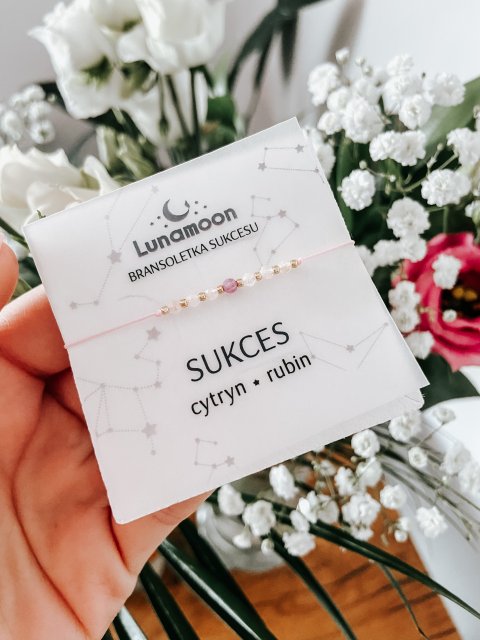 Lunamoon
BRANSOLETKA SUKCESU
SUKCES
cytryn ★ rubin